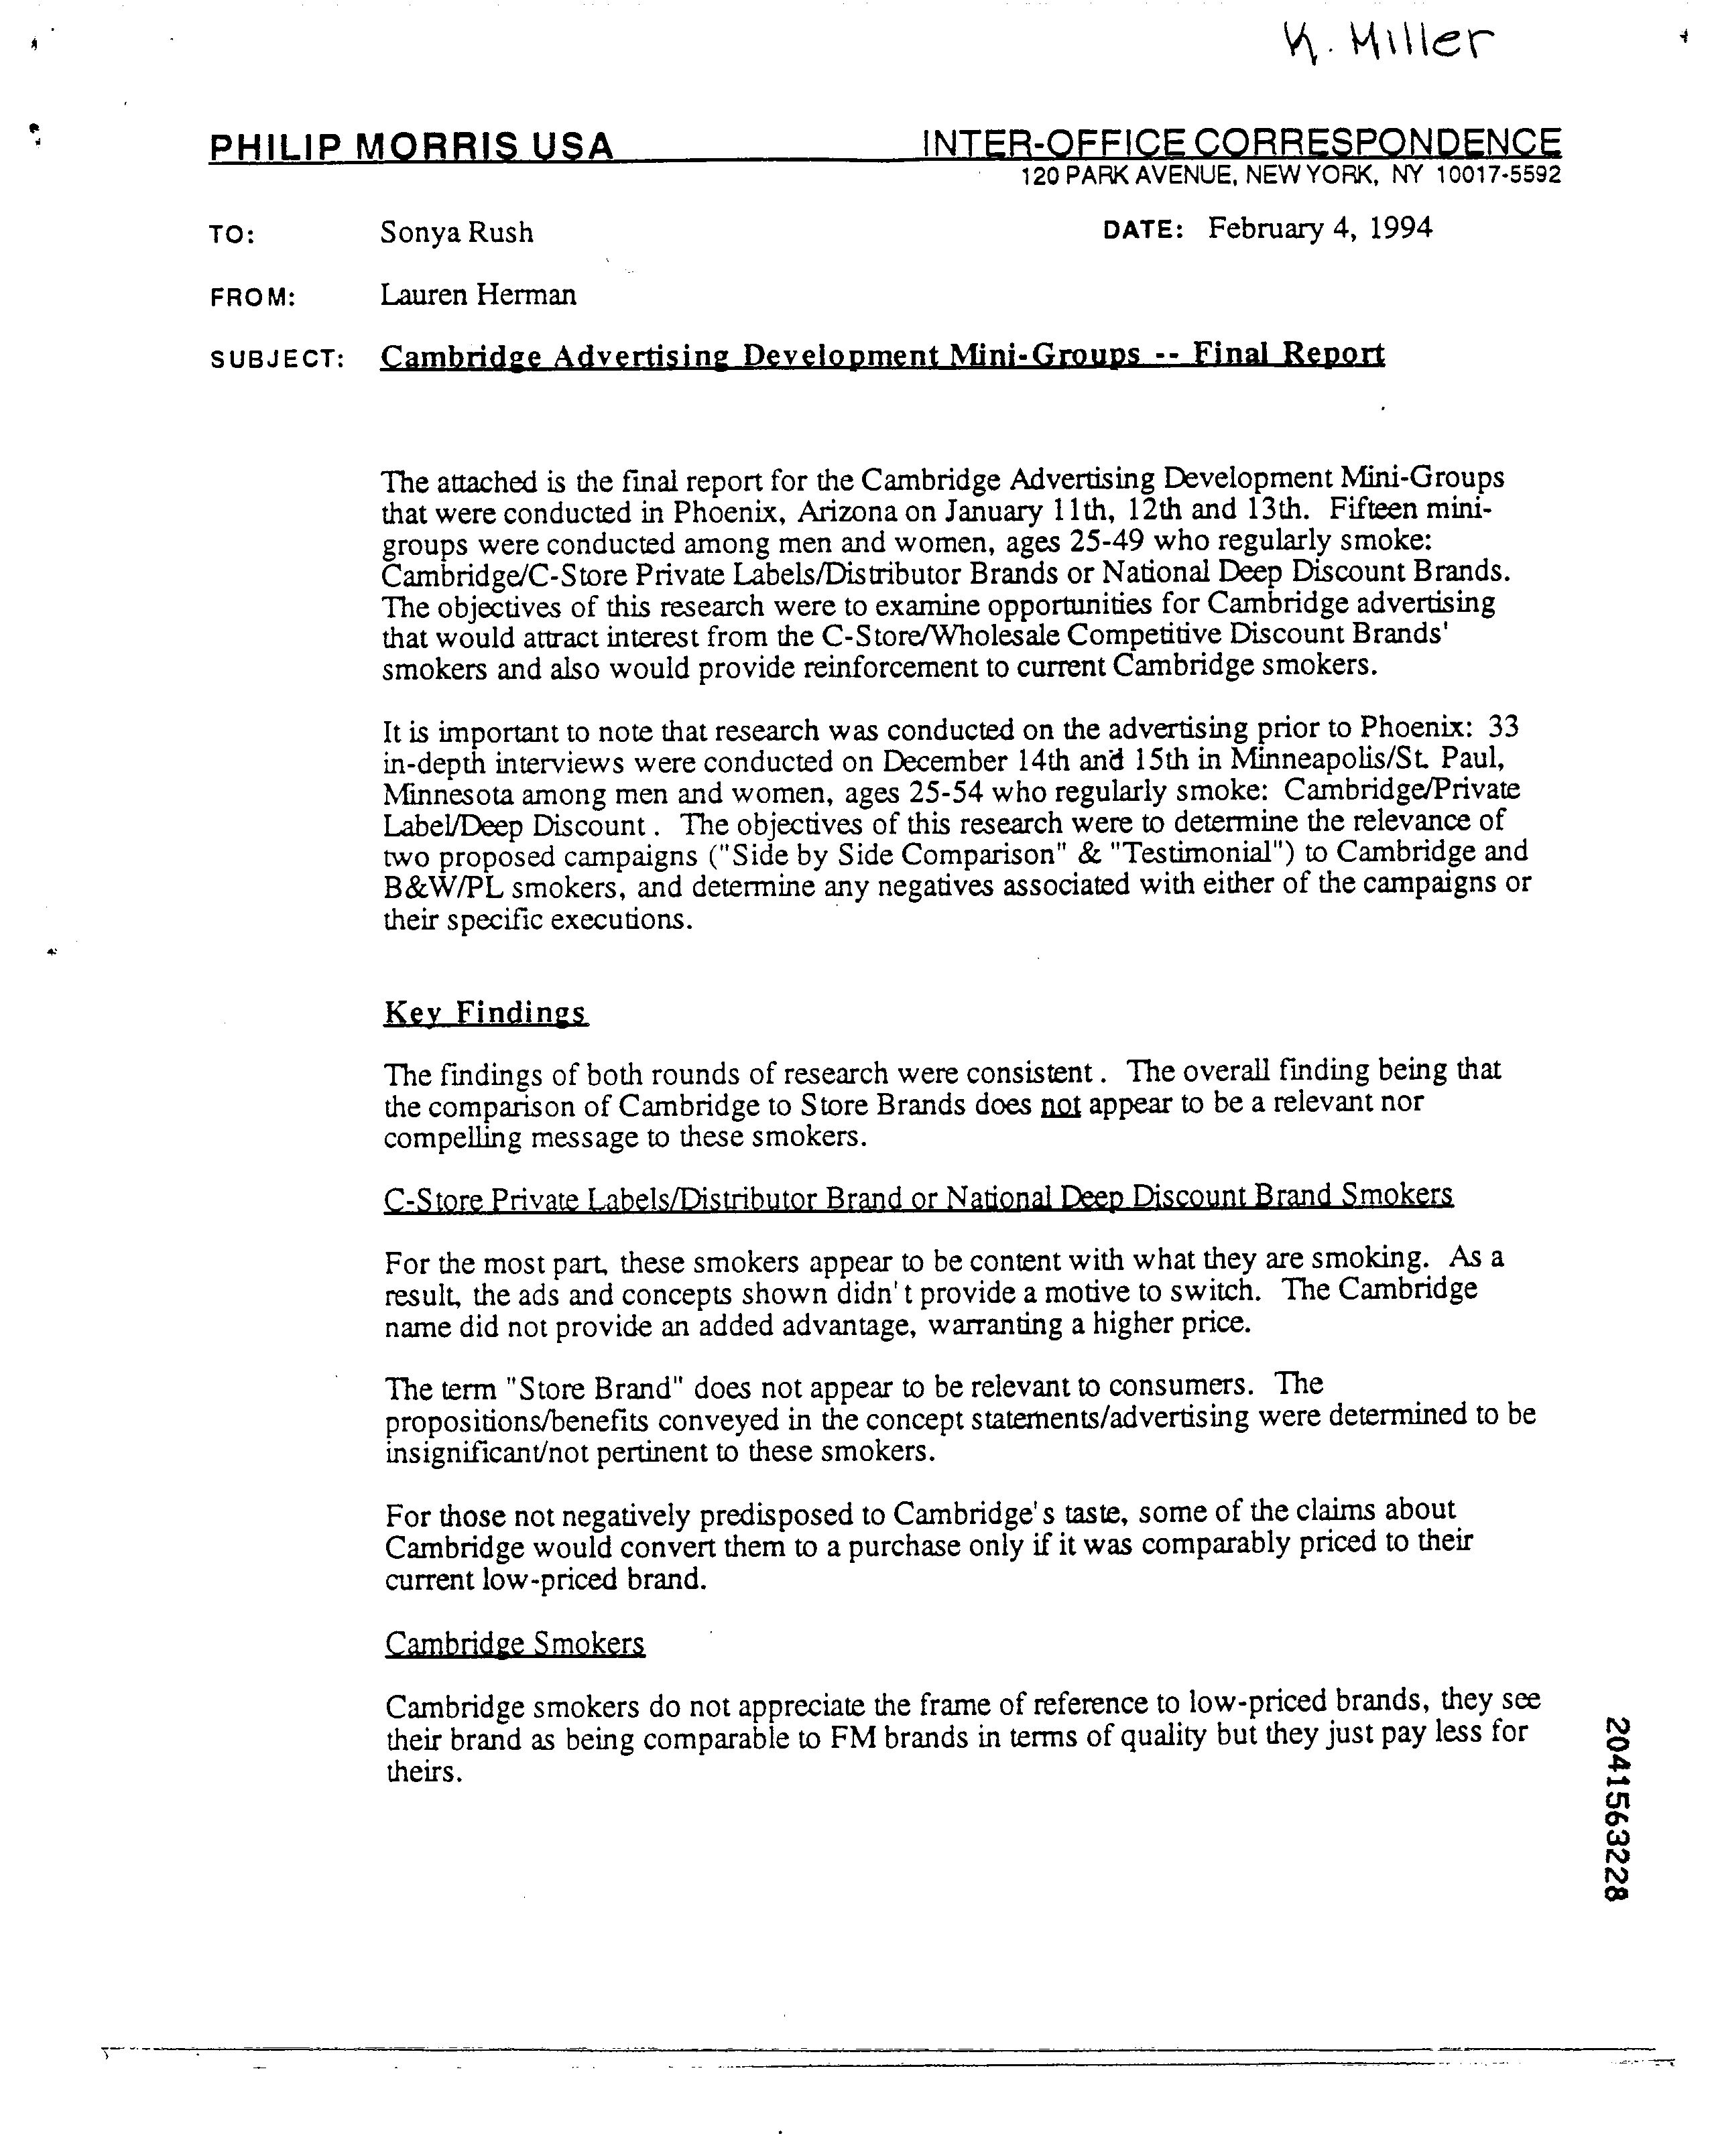 K. Miller
PHILIP MORRIS USA INTER-OFFICE CORRESPONDENCE
120 PARK AVENUE, NEW YORK, NY 10017-5592
TO: Sonya Rush DATE: February 4, 1994
FROM: Lauren Herman
SUBJECT: Cambridge Advertising Development Mini-Groups -- Final Report
The attached is the final report for the Cambridge Advertising Development Mini-Groups
that were conducted in Phoenix, Arizona on January 11th, 12th and 13th. Fifteen mini-
groups were conducted among men and women, ages 25-49 who regularly smoke:
Cambridge/C-Store Private Labels/Distributor Brands or National Deep Discount Brands.
The objectives of this research were to examine opportunities for Cambridge advertising
that would attract interest from the C-Store/Wholesale Competitive Discount Brands'
smokers and also would provide reinforcement to current Cambridge smokers.
It is important to note that research was conducted on the advertising prior to Phoenix: 33
in-depth interviews were conducted on December 14th and 15th in Minneapolis/St. Paul,
Minnesota among men and women, ages 25-54 who regularly smoke: Cambridge/Private
Label/Deep Discount . The objectives of this research were to determine the relevance of
two proposed campaigns ("Side by Side Comparison" & "Testimonial") to Cambridge and
B&W/PL smokers, and determine any negatives associated with either of the campaigns or
their specific executions.
Key Findings
The findings of both rounds of research were consistent . The overall finding being that
the comparison of Cambridge to Store Brands does not appear to be a relevant nor
compelling message to these smokers.
C-Store Private Labels/Distributor Brand or National Deep Discount Brand Smokers
For the most part, these smokers appear to be content with what they are smoking. As a
result, the ads and concepts shown didn't provide a motive to switch. The Cambridge
name did not provide an added advantage, warranting a higher price.
The term "Store Brand" does not appear to be relevant to consumers. The
propositions/benefits conveyed in the concept statements/advertising were determined to be
insignificant/not pertinent to these smokers.
For those not negatively predisposed to Cambridge's taste, some of the claims about
Cambridge would convert them to a purchase only if it was comparably priced to their
current low-priced brand.
Cambridge Smokers
Cambridge smokers do not appreciate the frame of reference to low-priced brands, they see
their brand as being comparable to FM brands in terms of quality but they just pay less for
theirs.
2041563228